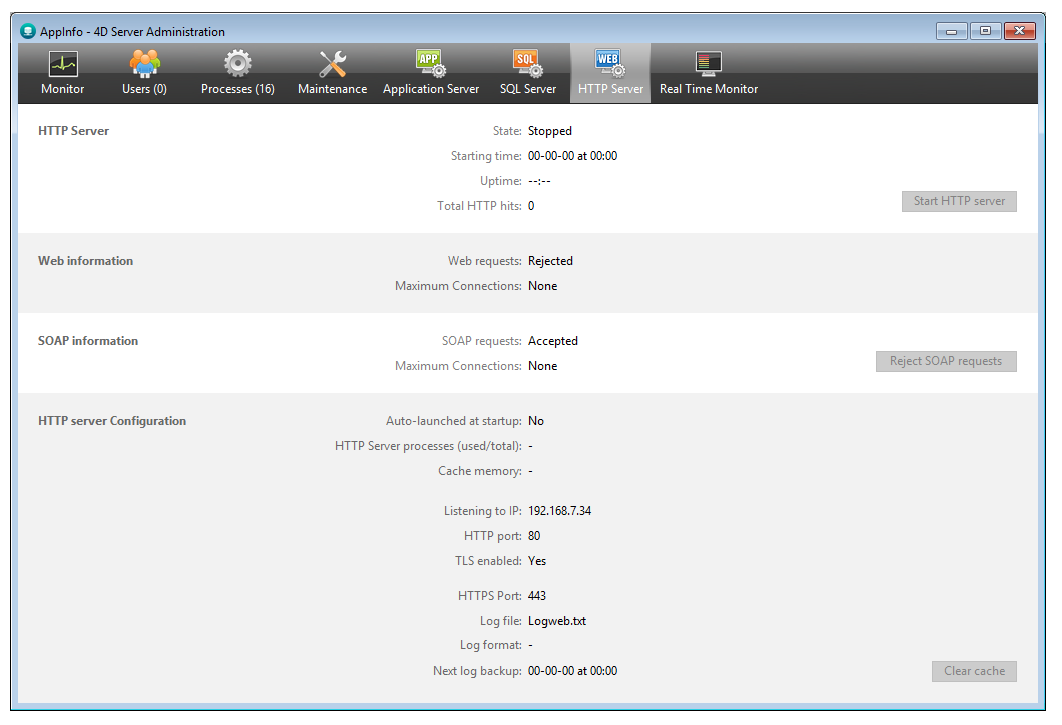 AppInfo - 4D Server Administration
APP SQL WEB
Monitor Users (0) Processes (16) Maintenance Application Server SQL Server HTTP Server Real Time Monitor
HTTP Server State: Stopped
Starting time: 00-00-00 at 00:00
Uptime: --:--
Total HTTP hits: 0
Start HTTP server
Web information Web requests: Rejected
Maximum Connections: None
SOAP information SOAP requests: Accepted
Maximum Connections: None
Reject SOAP requests
HTTP server Configuration Auto-launched at startup: No
HTTP Server processes (used/total): -
Cache memory: -
Listening to IP: 192.168.7.34
HTTP port: 80
TLS enabled: Yes
HTTPS Port: 443
Log file: Logweb.txt
Log format: -
Next log backup: 00-00-00 at 00:00
Clear cache